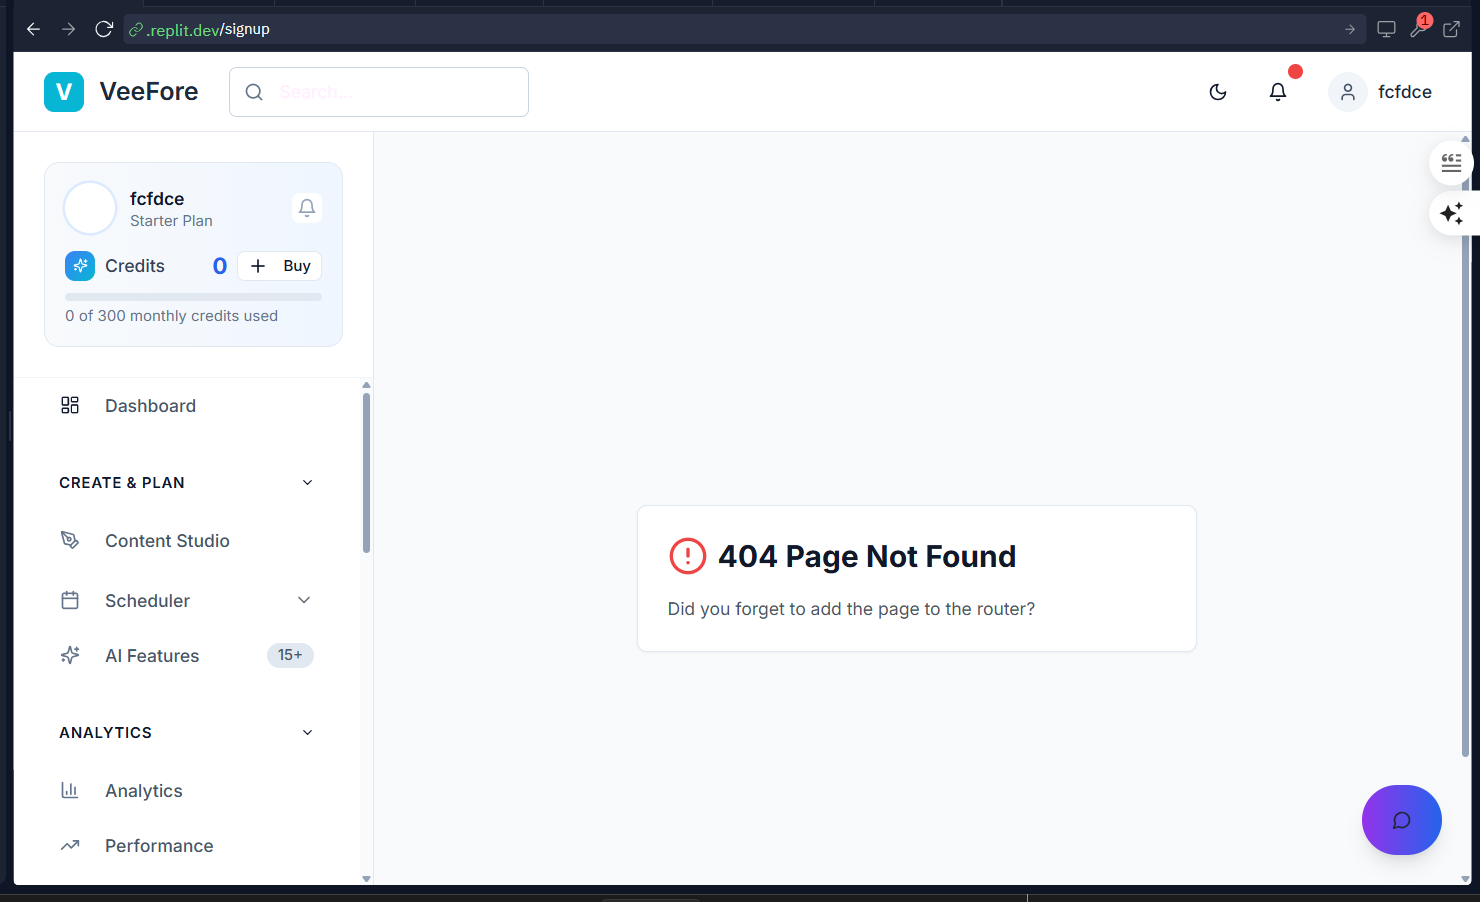 .replit.dev/signup
1
V VeeFore
Search...
fcfdce
fcfdce
Starter Plan
Credits 0 + Buy
0 of 300 monthly credits used
Dashboard
CREATE & PLAN
Content Studio
Scheduler
AI Features 15+
ANALYTICS
Analytics
Performance
404 Page Not Found
Did you forget to add the page to the router?